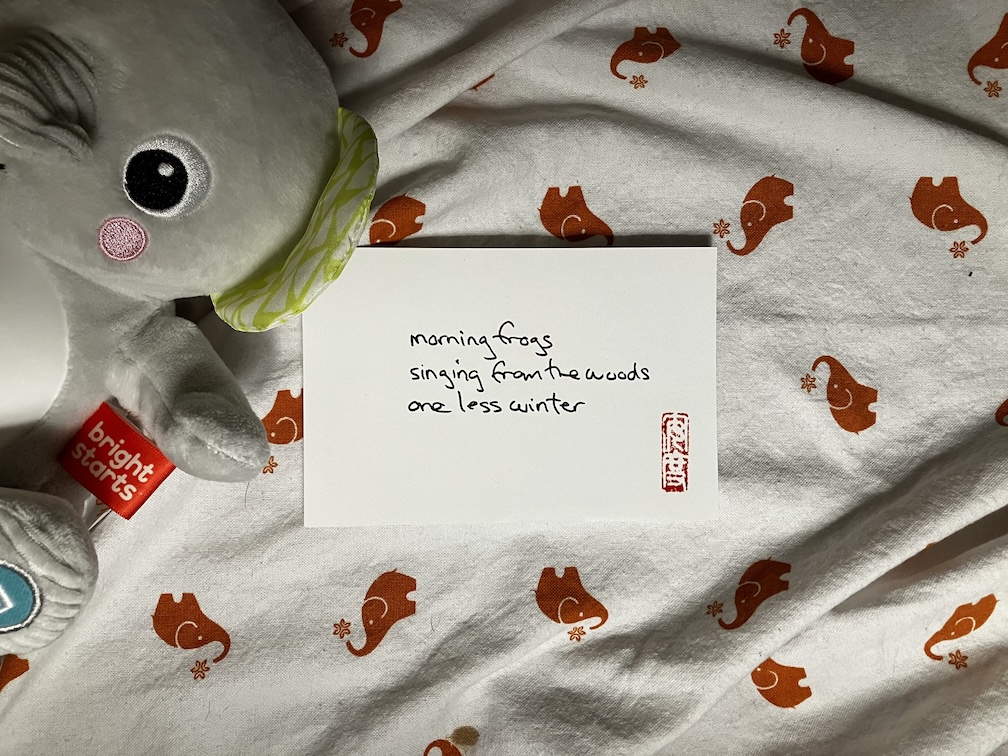 morning frogs
singing from the woods
one less winter
bright
starts